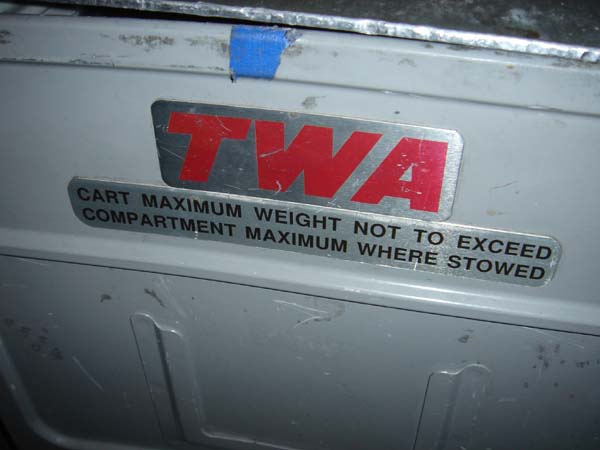 TWA
CART MAXIMUM WEIGHT NOT TO EXCEED
COMPARTMENT MAXIMUM WHERE STOWED